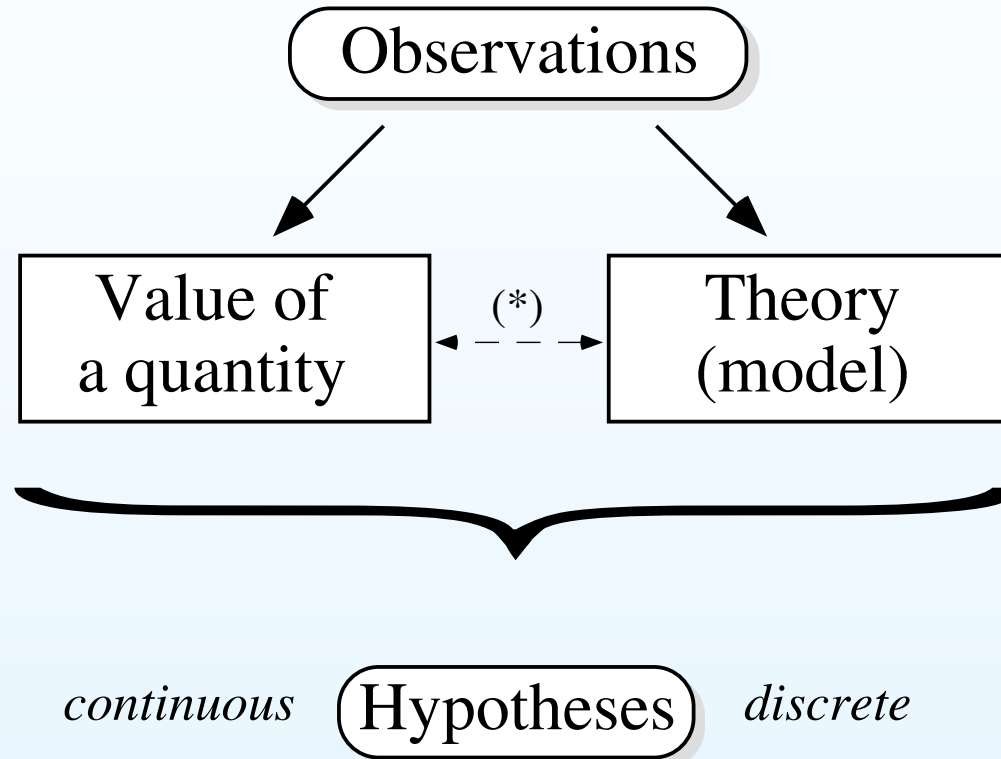 Observations
Value of
a quantity
(*)
Theory
(model)
continuous
Hypotheses
discrete